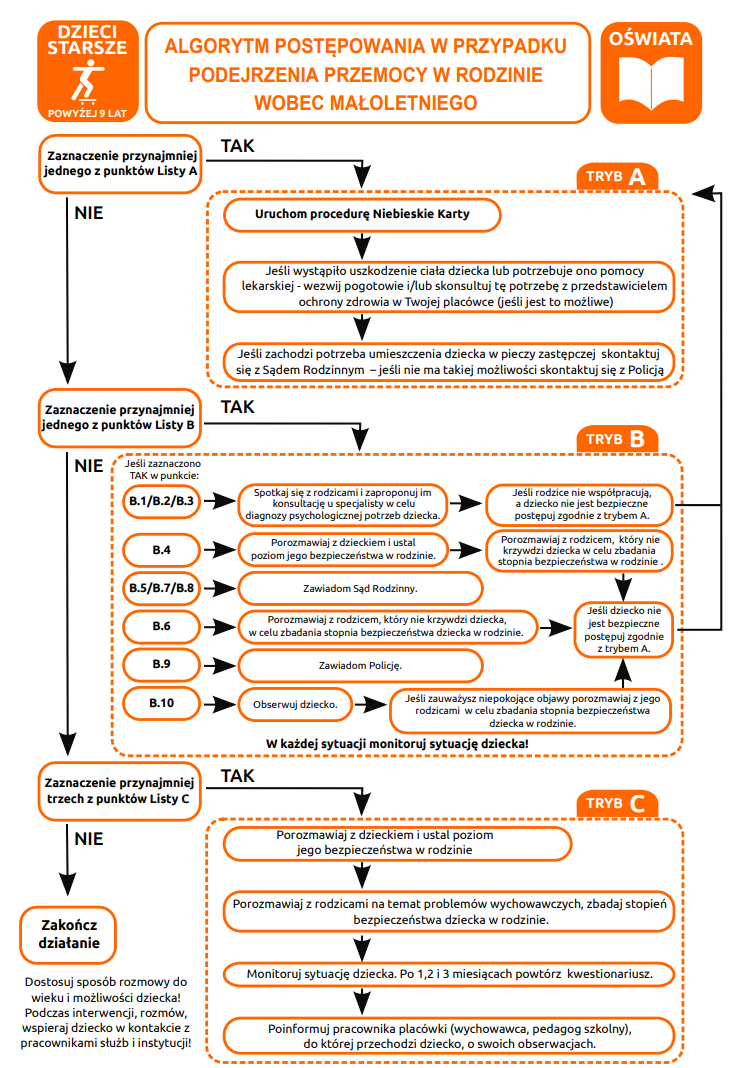 DZIECI
STARSZE
POWYŻEJ 9 LAT
ALGORYTM POSTĘPOWANIA W PRZYPADKU
PODEJRZENIA PRZEMOCY W RODZINIE
WOBEC MAŁOLETNIEGO
OŚWIATA
Zaznaczenie przynajmniej
jednego z punktów Listy A
TAK
NIE
TRYB A
Uruchom procedurę Niebieskie Karty
Jeśli wystąpiło uszkodzenie ciała dziecka lub potrzebuje ono pomocy
lekarskiej - wezwij pogotowie i/lub skonsultuj tę potrzebę z przedstawicielem
ochrony zdrowia w Twojej placówce (jeśli jest to możliwe)
Jeśli zachodzi potrzeba umieszczenia dziecka w pieczy zastępczej skontaktuj
się z Sądem Rodzinnym – jeśli nie ma takiej możliwości skontaktuj się z Policją
Zaznaczenie przynajmniej
jednego z punktów Listy B
TAK
NIE
TRYB B
Jeśli zaznaczono
TAK w punkcie:
B.1/B.2/B.3
Spotkaj się z rodzicami i zaproponuj im
konsultację u specjalisty w celu
diagnozy psychologicznej potrzeb dziecka.
Jeśli rodzice nie współpracują,
a dziecko nie jest bezpieczne
postępuj zgodnie z trybem A.
B.4
Porozmawiaj z dzieckiem i ustal
poziom jego bezpieczeństwa w rodzinie.
Porozmawiaj z rodzicem, który nie
krzywdzi dziecka w celu zbadania
stopnia bezpieczeństwa w rodzinie .
B.5/B.7/B.8
Zawiadom Sąd Rodzinny.
B.6
Porozmawiaj z rodzicem, który nie krzywdzi dziecka,
w celu zbadania stopnia bezpieczeństwa dziecka w rodzinie.
Jeśli dziecko nie
jest bezpieczne
postępuj zgodnie
z trybem A.
B.9
Zawiadom Policję.
B.10
Obserwuj dziecko.
Jeśli zauważysz niepokojące objawy porozmawiaj z jego
rodzicami w celu zbadania stopnia bezpieczeństwa
dziecka w rodzinie.
W każdej sytuacji monitoruj sytuację dziecka!
Zaznaczenie przynajmniej
trzech z punktów Listy C
TAK
NIE
TRYB C
Porozmawiaj z dzieckiem i ustal poziom
jego bezpieczeństwa w rodzinie
Porozmawiaj z rodzicami na temat problemów wychowawczych, zbadaj stopień
bezpieczeństwa dziecka w rodzinie.
Monitoruj sytuację dziecka. Po 1,2 i 3 miesiącach powtórz kwestionariusz.
Poinformuj pracownika placówki (wychowawca, pedagog szkolny),
do której przechodzi dziecko, o swoich obserwacjach.
Zakończ
działanie
Dostosuj sposób rozmowy do
wieku i możliwości dziecka!
Podczas interwencji, rozmów,
wspieraj dziecko w kontakcie z
pracownikami służb i instytucji!